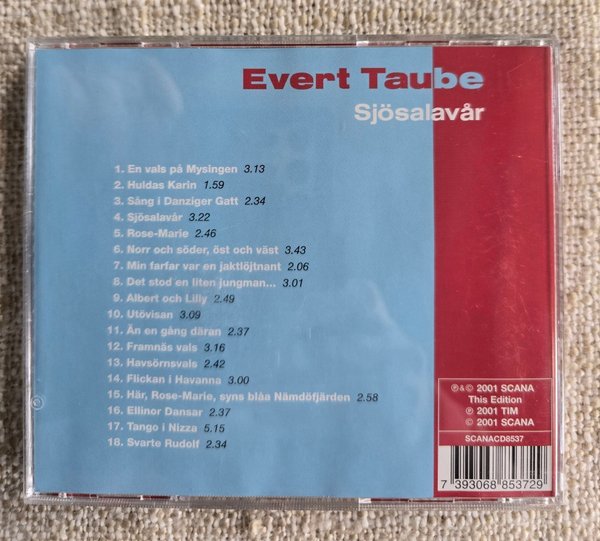 Evert Taube
Sjösalavår
1. En vals på Mysingen 3.13
2. Huldas Karin 1.59
3. Sång i Danziger Gatt 2.34
4. Sjösalavår 3.22
5. Rose-Marie 2.46
6. Norr och söder, öst och väst 3.43
7. Min farfar var en jaktlöjtnant 2.06
8. Det stod en liten jungman... 3.01
9. Albert och Lilly 2.49
10. Utövisan 3.09
11. Än en gång däran 2.37
12. Framnäs vals 3.16
13. Havsörnsvals 2.42
14. Flickan i Havanna 3.00
15. Här, Rose-Marie, syns blåa Nämdöfjärden 2.58
16. Ellinor Dansar 2.37
17. Tango i Nizza 5.15
18. Svarte Rudolf 2.34
℗ & © 2001 SCANA
This Edition
℗ 2001 TIM
© 2001 SCANA
SCANACD8537
7 393068 853729